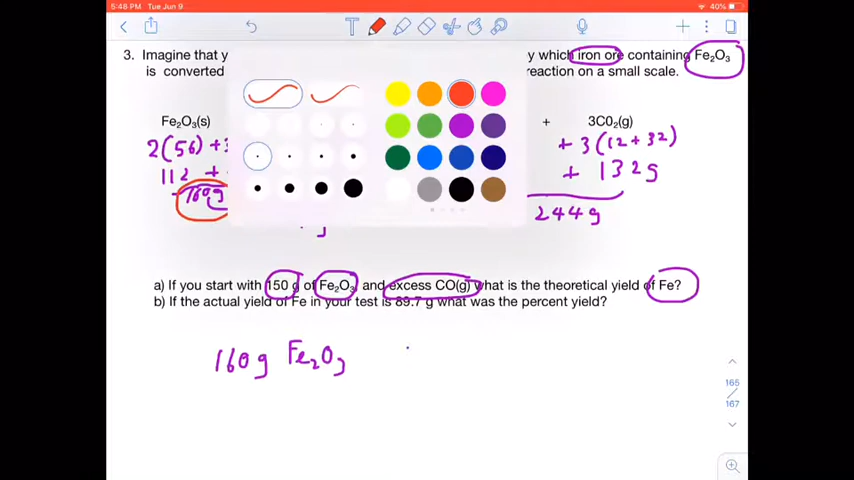 5:48 PM Tue Jun 9
40%
3. Imagine that y y which iron ore containing Fe₂O₃
is converted reaction on a small scale.
Fe₂O₃(s) + 3C02(g)
2(56) + + 3(12+32)
112 + + 132g
160g 244g
a) If you start with 150 g of Fe₂O₃ and excess CO(g) what is the theoretical yield of Fe?
b) If the actual yield of Fe in your test is 89.7 g what was the percent yield?
160g Fe₂O₃
165
167